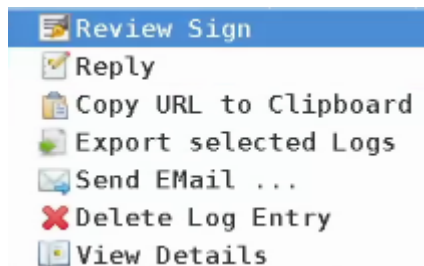 Review Sign
Reply
Copy URL to Clipboard
Export selected Logs
Send EMail ...
Delete Log Entry
View Details